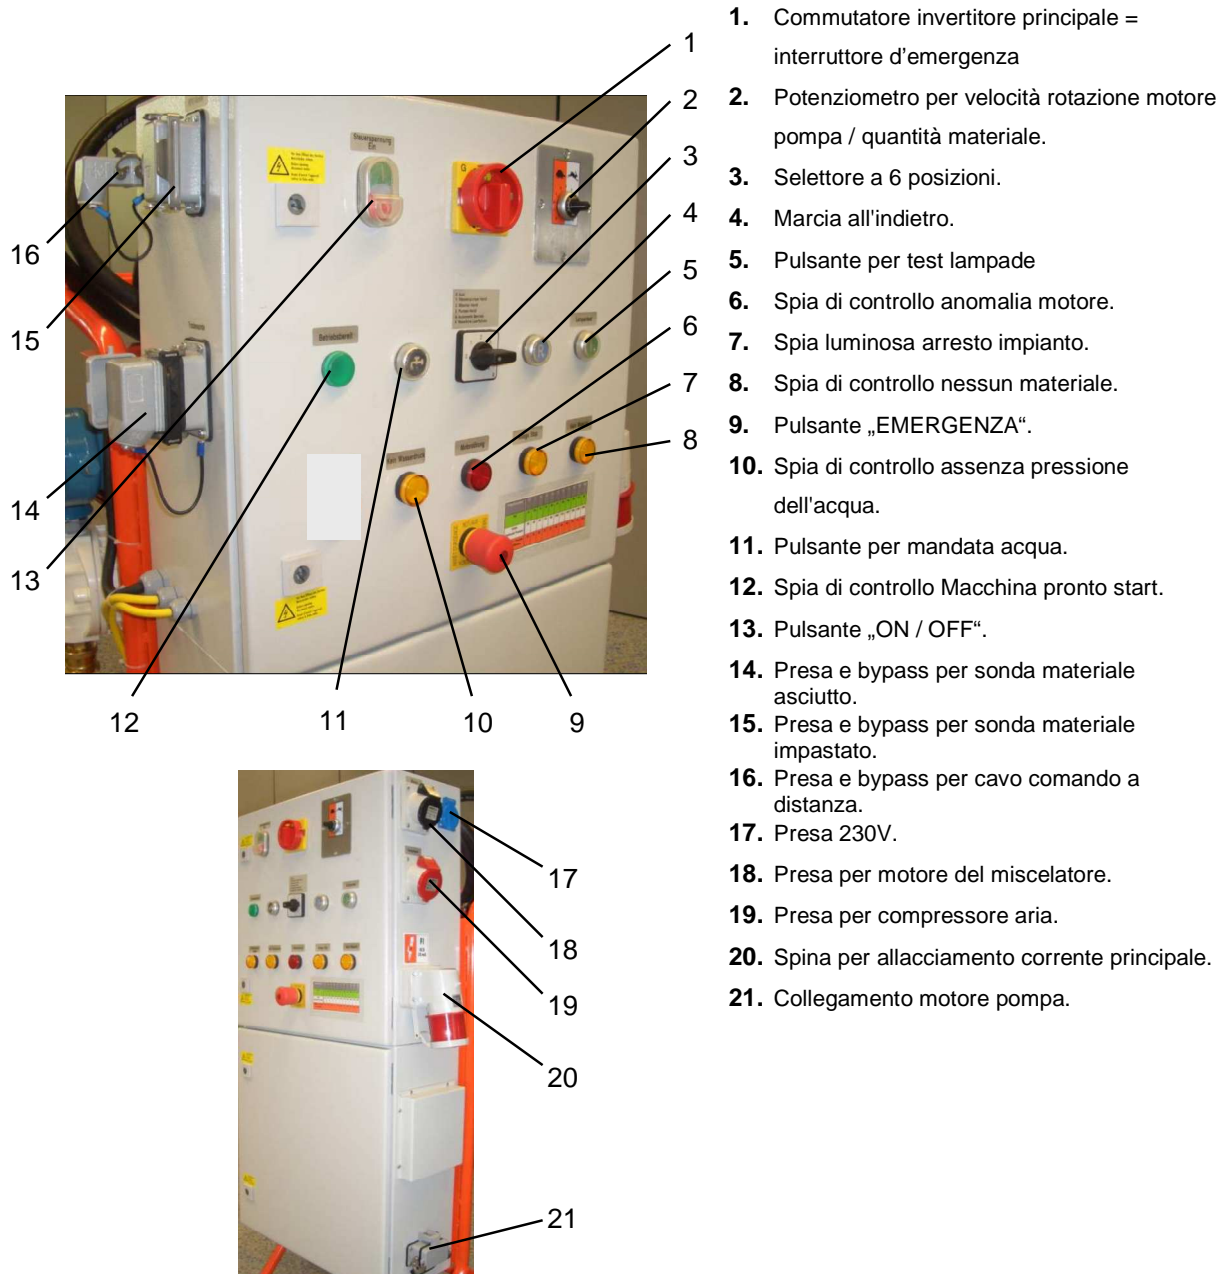 1. Commutatore invertitore principale =
interruttore d’emergenza
2. Potenziometro per velocità rotazione motore
pompa / quantità materiale.
3. Selettore a 6 posizioni.
4. Marcia all'indietro.
5. Pulsante per test lampade
6. Spia di controllo anomalia motore.
7. Spia luminosa arresto impianto.
8. Spia di controllo nessun materiale.
9. Pulsante „EMERGENZA“.
10. Spia di controllo assenza pressione
dell'acqua.
11. Pulsante per mandata acqua.
12. Spia di controllo Macchina pronto start.
13. Pulsante „ON / OFF“.
14. Presa e bypass per sonda materiale
asciutto.
15. Presa e bypass per sonda materiale
impastato.
16. Presa e bypass per cavo comando a
distanza.
17. Presa 230V.
18. Presa per motore del miscelatore.
19. Presa per compressore aria.
20. Spina per allacciamento corrente principale.
21. Collegamento motore pompa.
1
2
3
4
5
6
7
8
16
15
14
13
12
11
10
9
Steuerspannung
Ein
Betriebsbereit
Kein Wasserdruck
Motorstörung
17
18
19
20
21